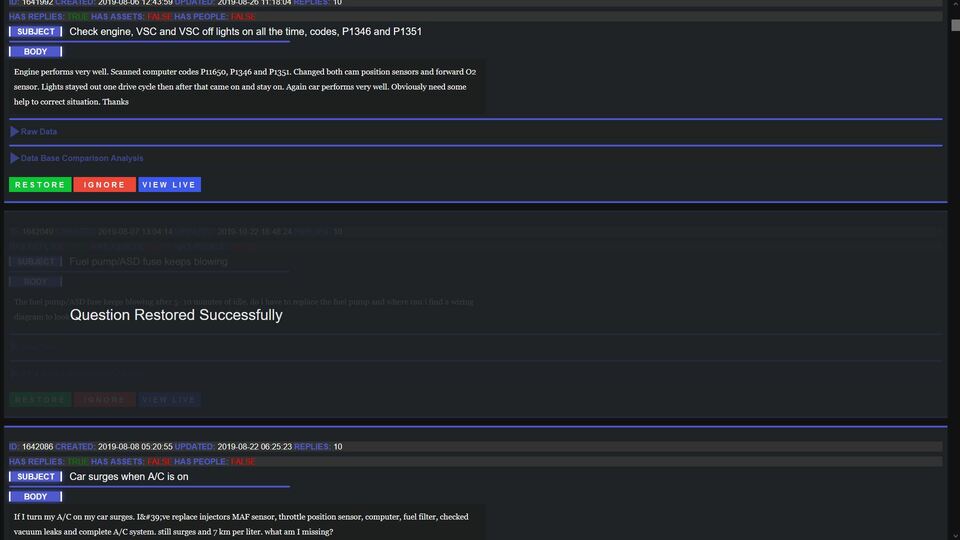 ID: 1641992 CREATED: 2019-08-06 12:43:59 UPDATED: 2019-08-26 11:18:04 REPLIES: 10
HAS REPLIES: TRUE HAS ASSETS: FALSE HAS PEOPLE: FALSE
SUBJECT Check engine, VSC and VSC off lights on all the time, codes, P1346 and P1351
BODY
Engine performs very well. Scanned computer codes P11650, P1346 and P1351. Changed both cam position sensors and forward O2
sensor. Lights stayed out one drive cycle then after that came on and stay on. Again car performs very well. Obviously need some
help to correct situation. Thanks
Raw Data
Data Base Comparison Analysis
RESTORE IGNORE VIEW LIVE
ID: 1642049 CREATED: 2019-08-07 13:04:14 UPDATED: 2019-10-22 16:48:24 REPLIES: 10
HAS REPLIES: HAS ASSETS: HAS PEOPLE:
SUBJECT Fuel pump/ASD fuse keeps blowing
BODY
The fuel pump/ASD fuse keeps blowing after 5- 10 minutes of idle, do i have to replace the fuel pump and where can i find a wiring
diagram to look
Question Restored Successfully
RESTORE IGNORE VIEW LIVE
ID: 1642086 CREATED: 2019-08-08 05:20:55 UPDATED: 2019-08-22 06:25:23 REPLIES: 10
HAS REPLIES: TRUE HAS ASSETS: FALSE HAS PEOPLE: FALSE
SUBJECT Car surges when A/C is on
BODY
If I turn my A/C on my car surges. I&#39;ve replace injectors MAF sensor, throttle position sensor, computer, fuel filter, checked
vacuum leaks and complete A/C system. still surges and 7 km per liter. what am I missing?